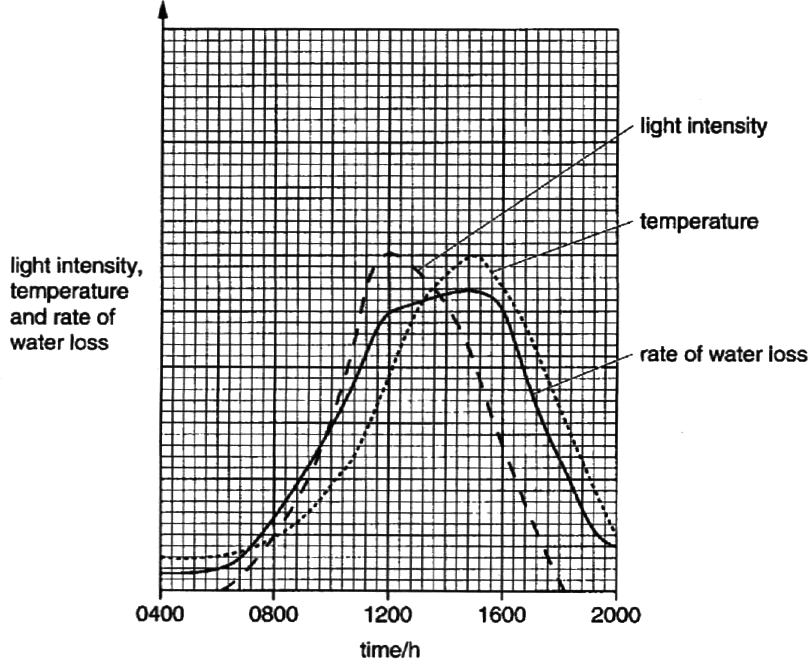 light intensity
temperature
light intensity,
temperature
and rate of
water loss
rate of water loss
0400
0800
1200
1600
2000
time/h